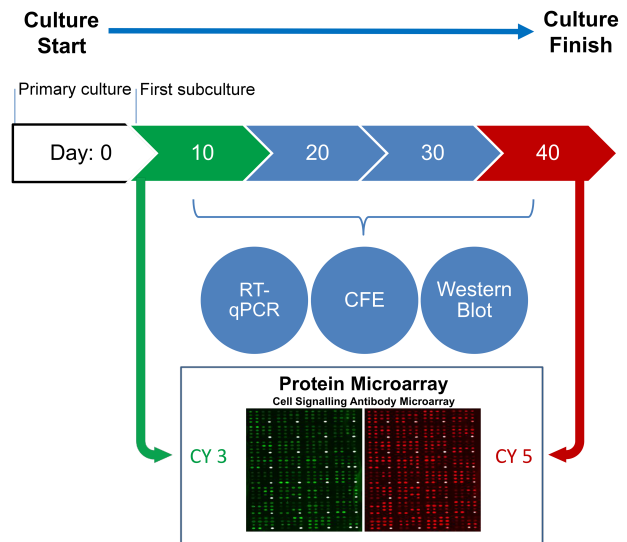 Culture
Start
Culture
Finish
Primary culture
First subculture
Day: 0
10
20
30
40
RT-
qPCR
CFE
Western
Blot
Protein Microarray
Cell Signalling Antibody Microarray
CY 3
CY 5